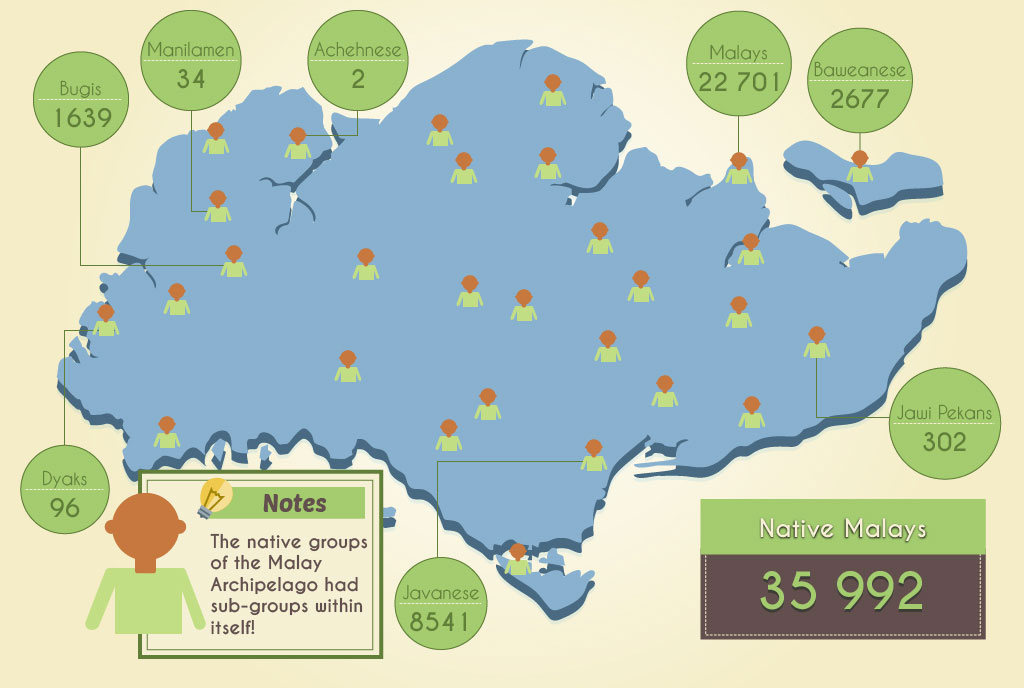 Manilamen
34
Achehnese
2
Malays
22 701
Baweanese
2677
Bugis
1639
Jawi Pekans
302
Dyaks
96
Javanese
8541
Notes
The native groups
of the Malay
Archipelago had
sub-groups within
itself!
Native Malays
35 992